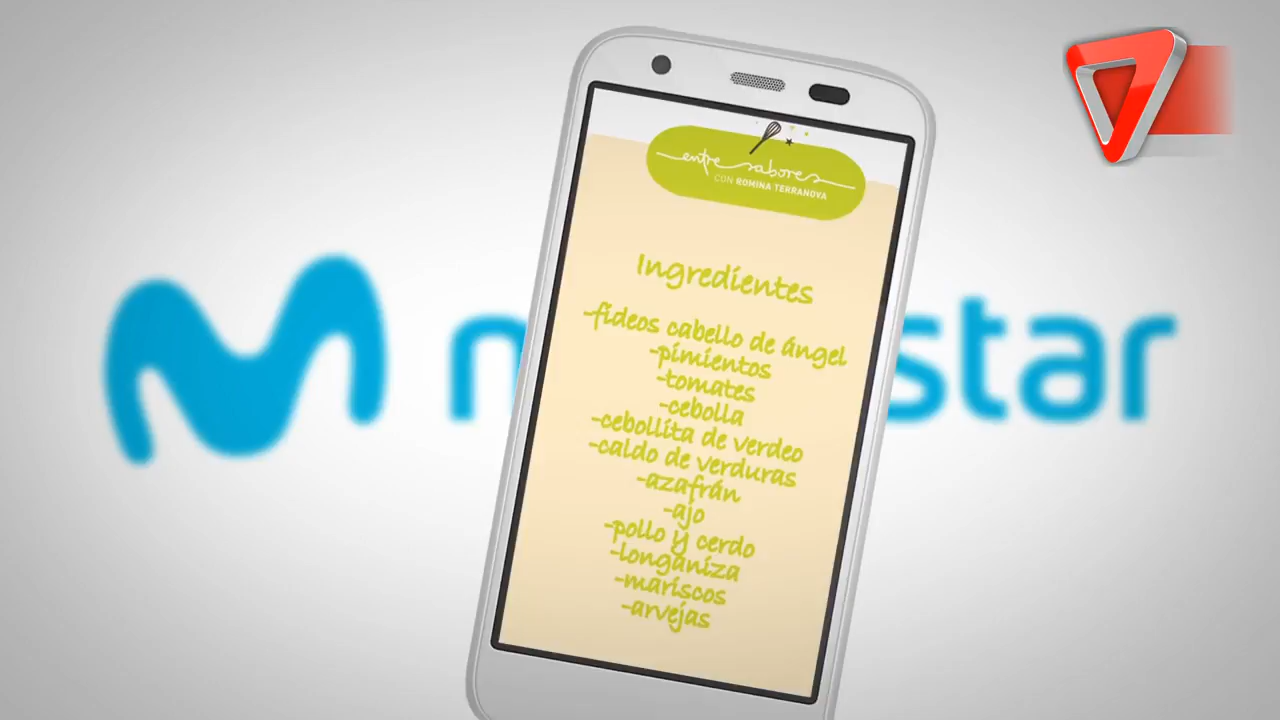 entre sabores
CON ROMINA TERRANOVA
Ingredientes
-fideos cabello de ángel
-pimientos
-tomates
-cebolla
-cebollita de verdeo
-caldo de verduras
-azafrán
-ajo
-pollo y cerdo
-longaniza
-mariscos
-arvejas